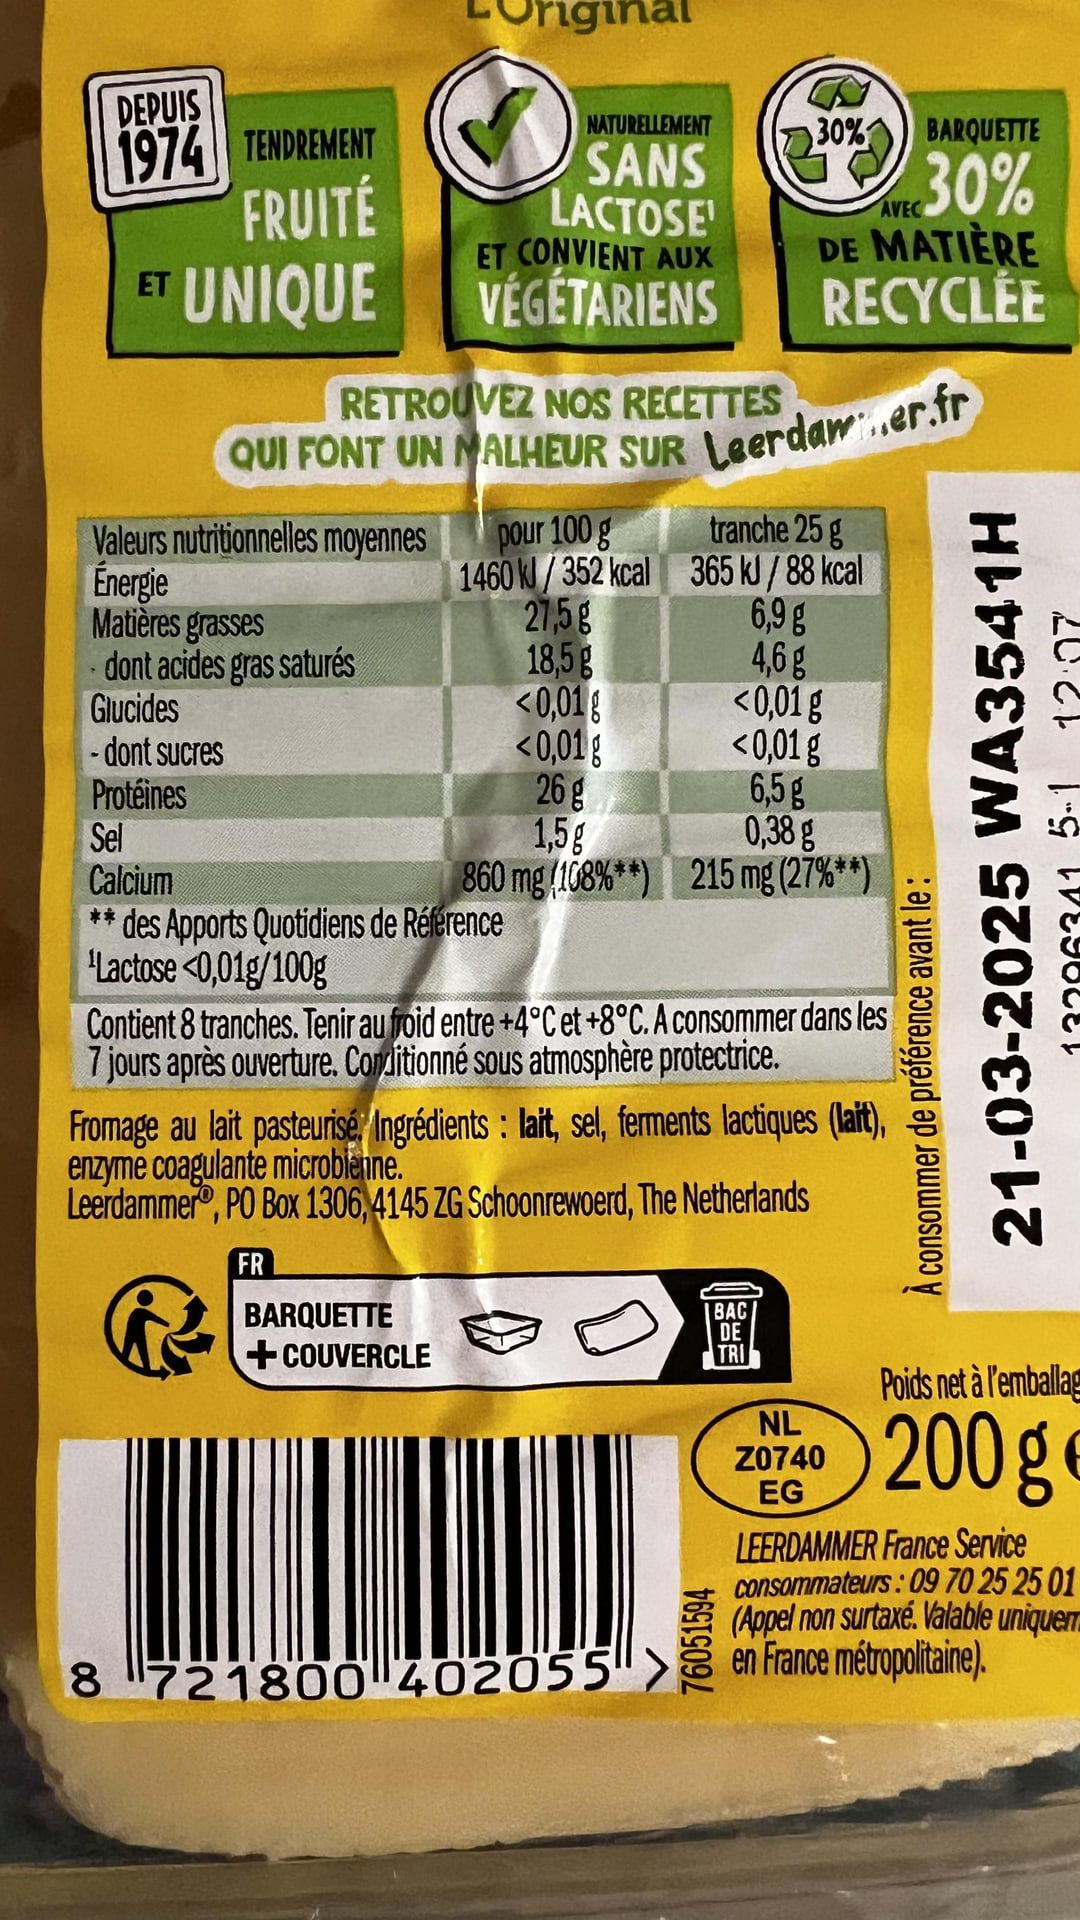 L'Original
DEPUIS
1974
TENDREMENT
FRUITÉ
ET UNIQUE
NATURELLEMENT
SANS
LACTOSE¹
ET CONVIENT AUX
VÉGÉTARIENS
30%
BARQUETTE
AVEC 30%
DE MATIÈRE
RECYCLÉE
RETROUVEZ NOS RECETTES
QUI FONT UN MALHEUR SUR Leerdammer.fr
Valeurs nutritionnelles moyennes pour 100 g tranche 25 g
Énergie 1460 kJ / 352 kcal 365 kJ / 88 kcal
Matières grasses 27,5 g 6,9 g
- dont acides gras saturés 18,5 g 4,6 g
Glucides <0,01 g <0,01 g
- dont sucres <0,01 g <0,01 g
Protéines 26 g 6,5 g
Sel 1,5 g 0,38 g
Calcium 860 mg (108%**) 215 mg (27%**)
** des Apports Quotidiens de Référence
¹Lactose <0,01g/100g
Contient 8 tranches. Tenir au froid entre +4°C et +8°C. A consommer dans les
7 jours après ouverture. Conditionné sous atmosphère protectrice.
Fromage au lait pasteurisé. Ingrédients : lait, sel, ferments lactiques (lait),
enzyme coagulante microbienne.
Leerdammer®, PO Box 1306, 4145 ZG Schoonrewoerd, The Netherlands
À consommer de préférence avant le :
21-03-2025 WA3541H
13296341 5-1 12:07
FR
BARQUETTE
+ COUVERCLE
BAC
DE
TRI
Poids net à l'emballag
200 g e
NL
Z0740
EG
LEERDAMMER France Service
consommateurs : 09 70 25 25 01
(Appel non surtaxé. Valable uniquem
en France métropolitaine).
76051594
8 721800 402055 >